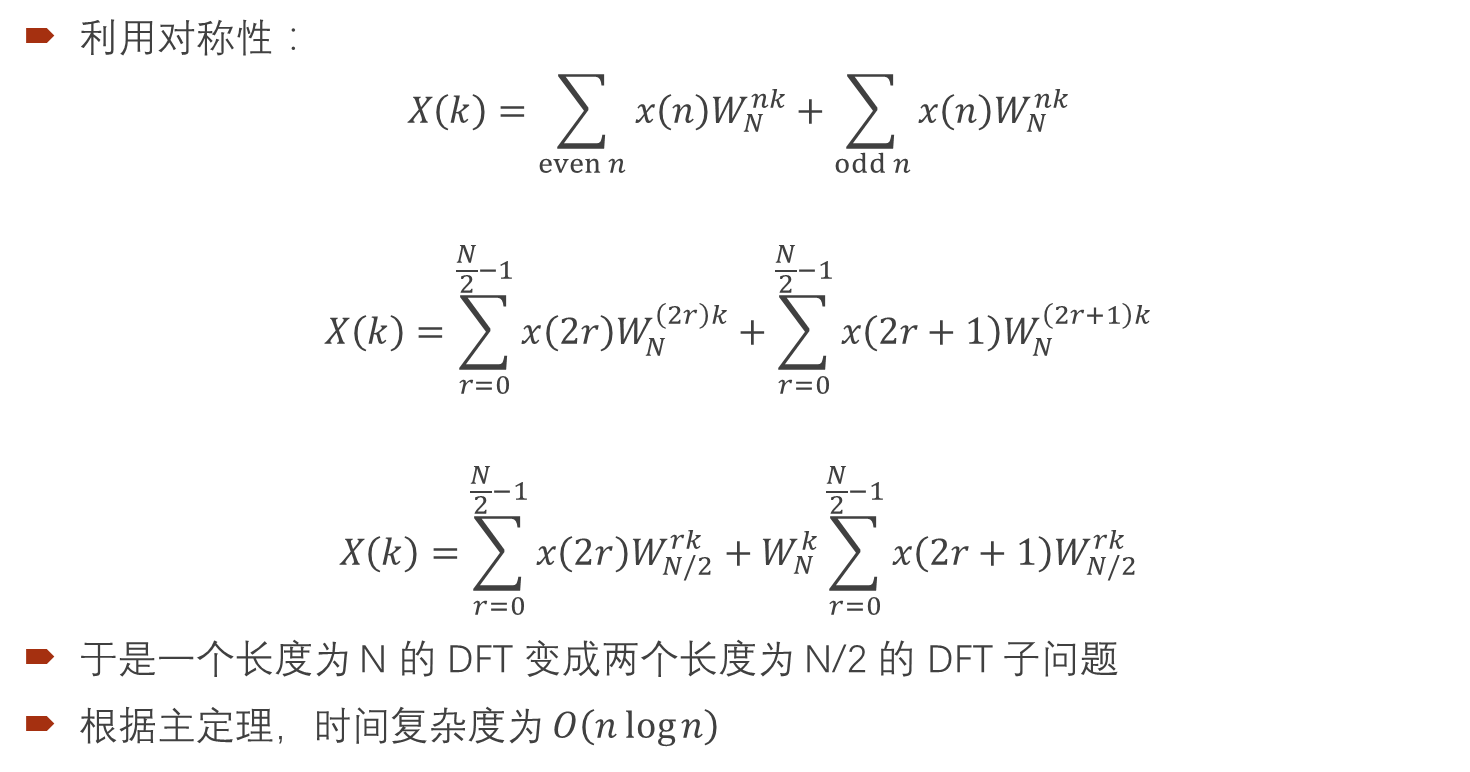 利用对称性：
X(k) = ∑_{even n} x(n)W_N^{nk} + ∑_{odd n} x(n)W_N^{nk}
X(k) = ∑_{r=0}^{N/2−1} x(2r)W_N^{(2r)k} + ∑_{r=0}^{N/2−1} x(2r + 1)W_N^{(2r+1)k}
X(k) = ∑_{r=0}^{N/2−1} x(2r)W_{N/2}^{rk} + W_N^k ∑_{r=0}^{N/2−1} x(2r + 1)W_{N/2}^{rk}
于是一个长度为 N 的 DFT 变成两个长度为 N/2 的 DFT 子问题
根据主定理，时间复杂度为 O(n log n)